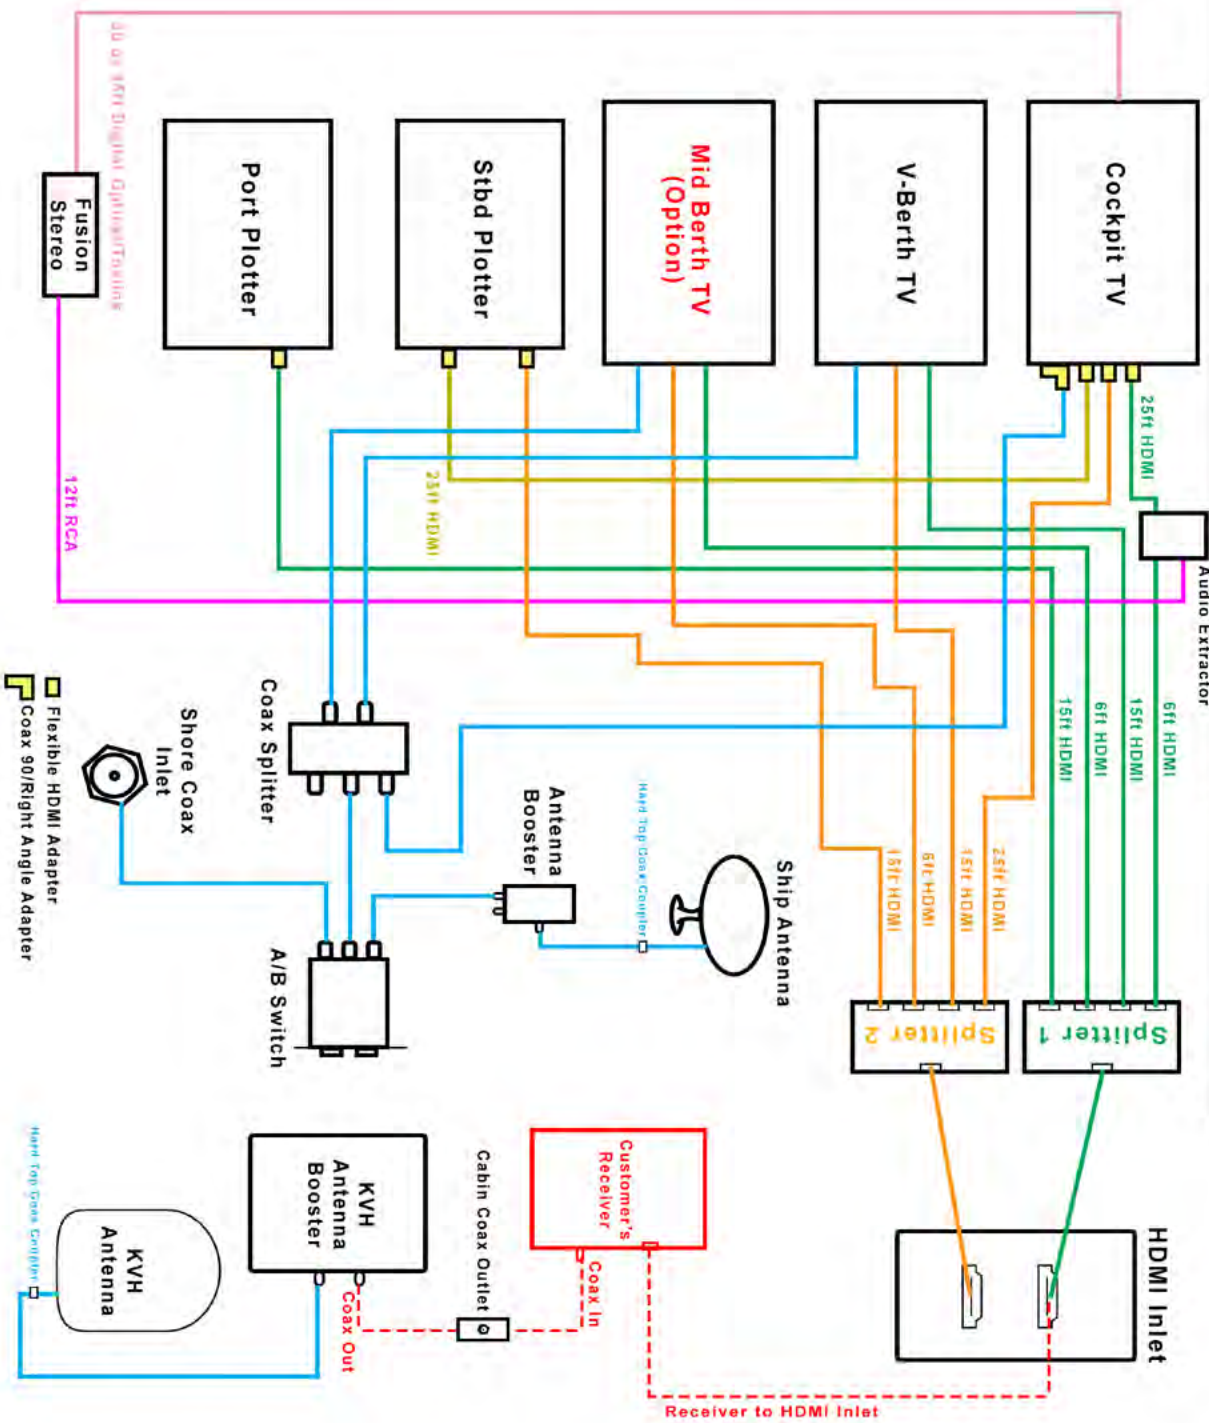 Cockpit TV
V-Berth TV
Mid Berth TV
(Option)
Stbd Plotter
Port Plotter
Fusion
Stereo
25ft HDMI
Audio Extractor
25ft HDMI
12ft RCA
6ft HDMI
15ft HDMI
6ft HDMI
15ft HDMI
25ft HDMI
15ft HDMI
6ft HDMI
15ft HDMI
Splitter 1
Splitter 2
HDMI Inlet
Receiver to HDMI Inlet
Coax Splitter
Shore Coax
Inlet
Antenna
Booster
Hard Top Coax Coupler
Ship Antenna
A/B Switch
Flexible HDMI Adapter
Coax 90/Right Angle Adapter
Customer's
Receiver
Coax In
Cabin Coax Outlet
Coax Out
KVH
Antenna
Booster
KVH
Antenna
Hard Top Coax Coupler